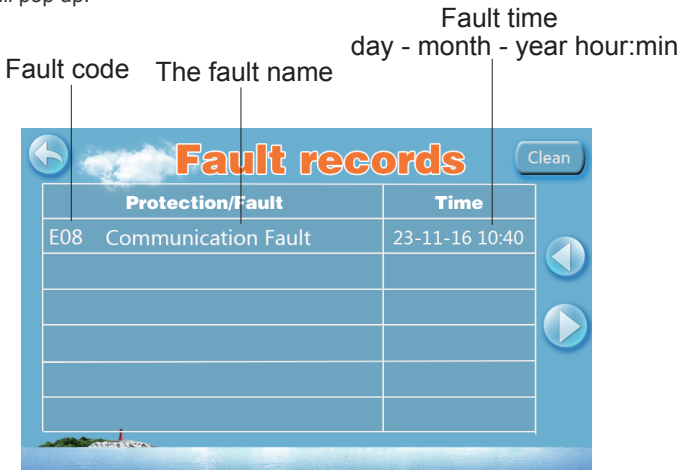 pop up.
Fault time
day - month - year hour:min
Fault code
The fault name
Fault records
Clean
Protection/Fault
Time
E08
Communication Fault
23-11-16 10:40